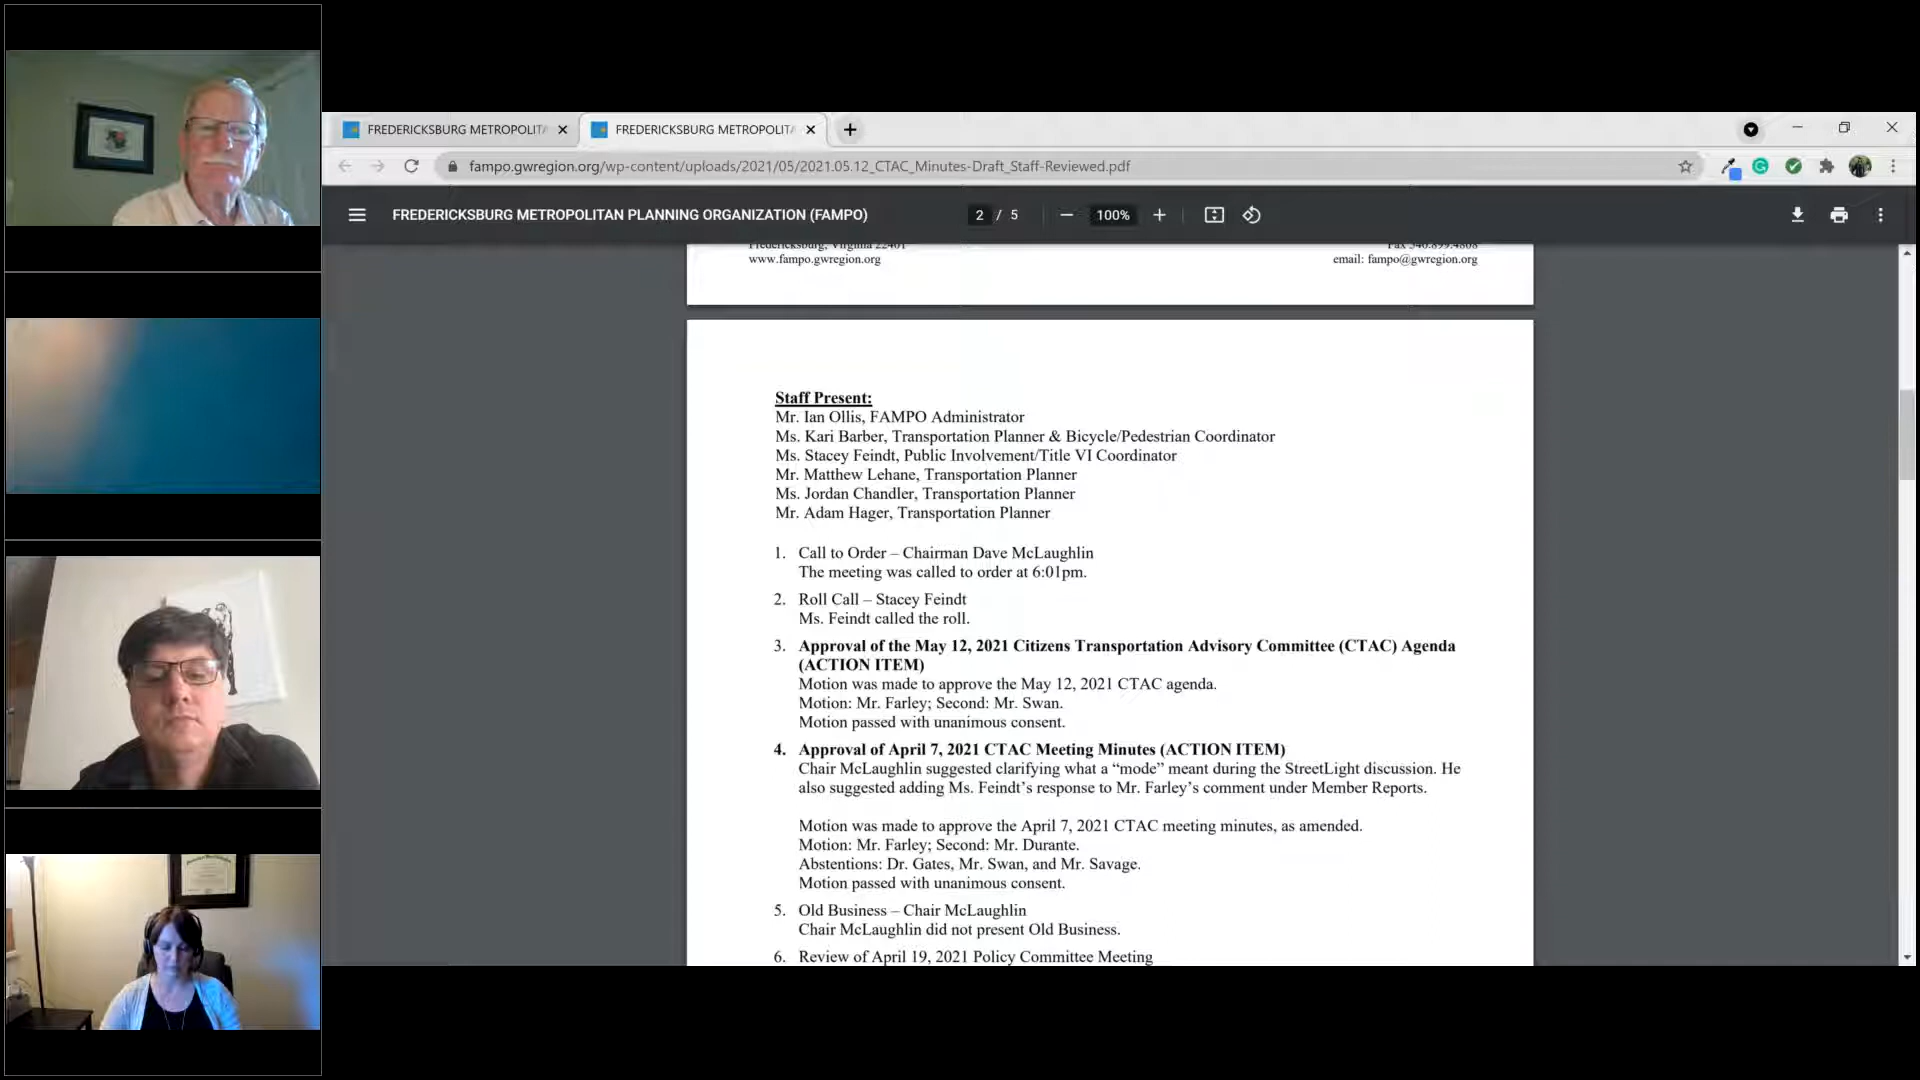 FREDERICKSBURG METROPOLIT
FREDERICKSBURG METROPOLIT
fampo.gwregion.org/wp-content/uploads/2021/05/2021.05.12_CTAC_Minutes-Draft_Staff-Reviewed.pdf
FREDERICKSBURG METROPOLITAN PLANNING ORGANIZATION (FAMPO)
2 / 5
100%
Fredericksburg, Virginia 22401
Fax 540.899.4808
www.fampo.gwregion.org
email: fampo@gwregion.org
Staff Present:
Mr. Ian Ollis, FAMPO Administrator
Ms. Kari Barber, Transportation Planner & Bicycle/Pedestrian Coordinator
Ms. Stacey Feindt, Public Involvement/Title VI Coordinator
Mr. Matthew Lehane, Transportation Planner
Ms. Jordan Chandler, Transportation Planner
Mr. Adam Hager, Transportation Planner
1. Call to Order – Chairman Dave McLaughlin
The meeting was called to order at 6:01pm.
2. Roll Call – Stacey Feindt
Ms. Feindt called the roll.
3. Approval of the May 12, 2021 Citizens Transportation Advisory Committee (CTAC) Agenda
(ACTION ITEM)
Motion was made to approve the May 12, 2021 CTAC agenda.
Motion: Mr. Farley; Second: Mr. Swan.
Motion passed with unanimous consent.
4. Approval of April 7, 2021 CTAC Meeting Minutes (ACTION ITEM)
Chair McLaughlin suggested clarifying what a “mode” meant during the StreetLight discussion. He
also suggested adding Ms. Feindt’s response to Mr. Farley’s comment under Member Reports.
Motion was made to approve the April 7, 2021 CTAC meeting minutes, as amended.
Motion: Mr. Farley; Second: Mr. Durante.
Abstentions: Dr. Gates, Mr. Swan, and Mr. Savage.
Motion passed with unanimous consent.
5. Old Business – Chair McLaughlin
Chair McLaughlin did not present Old Business.
6. Review of April 19, 2021 Policy Committee Meeting